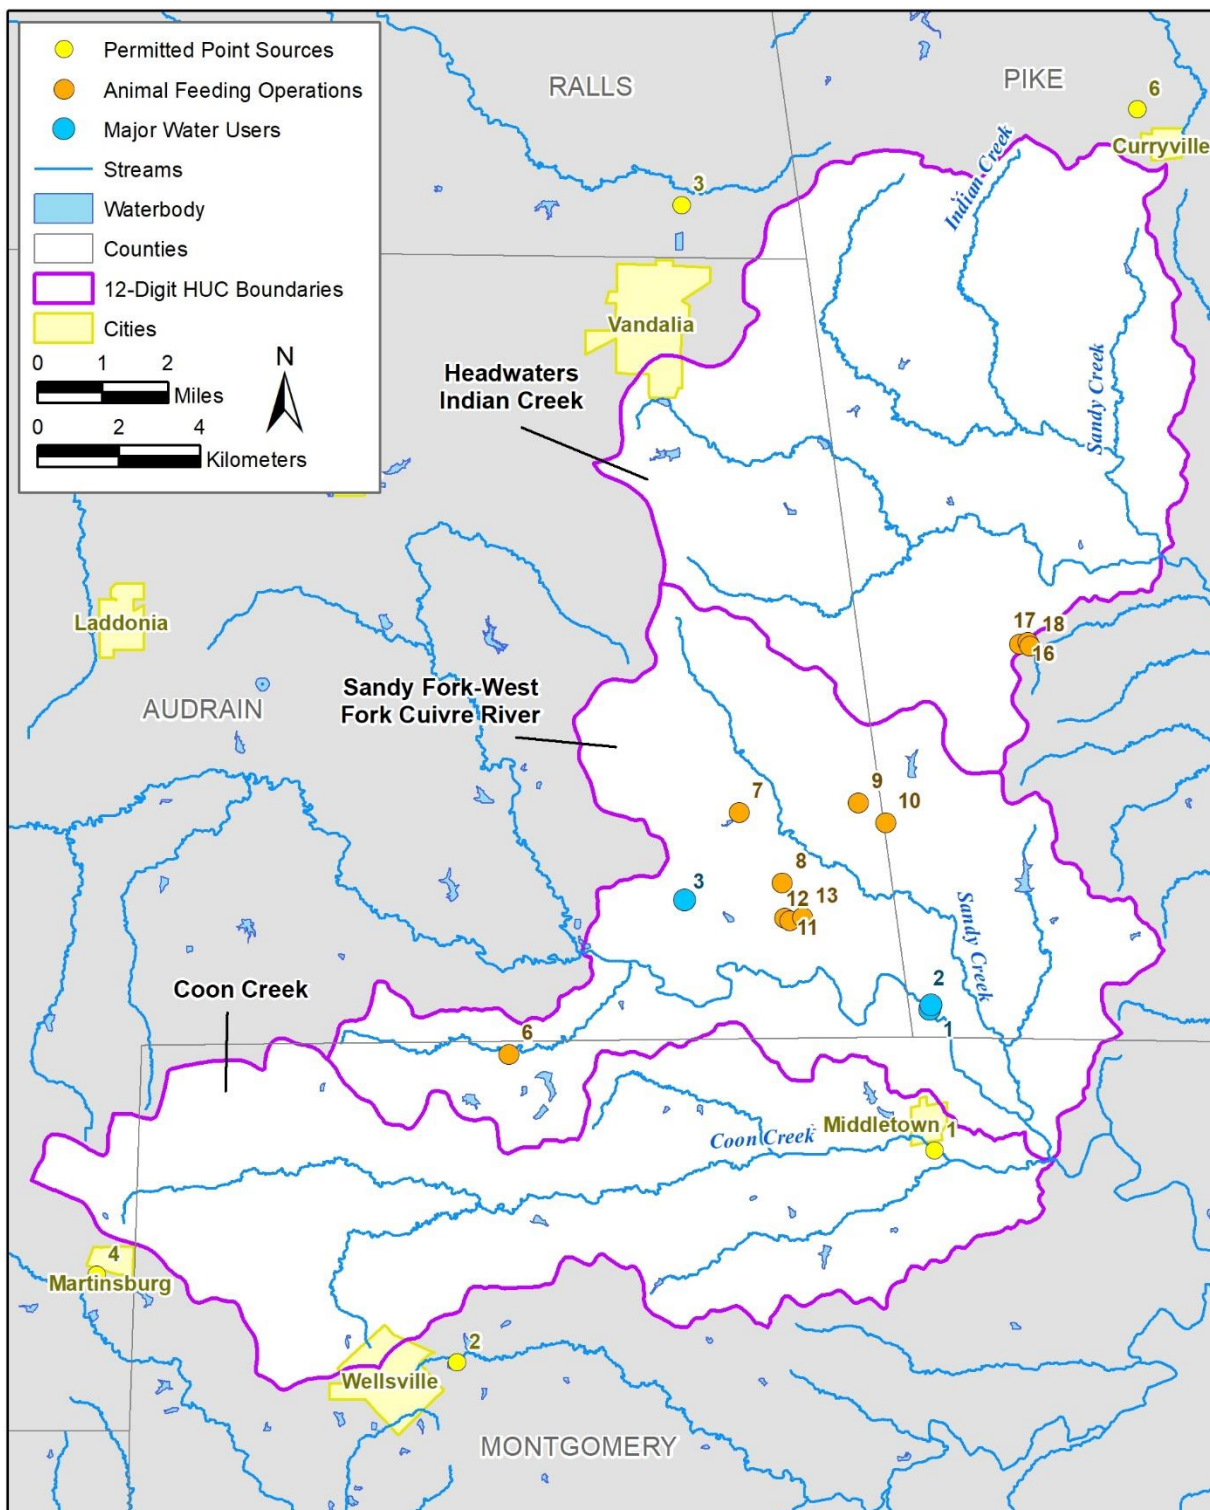 Permitted Point Sources
Animal Feeding Operations
Major Water Users
Streams
Waterbody
Counties
12-Digit HUC Boundaries
Cities
0 1 2
Miles
N
0 2 4
Kilometers
RALLS
PIKE
6
Curryville
3
Indian Creek
Vandalia
Headwaters
Indian Creek
Sandy Creek
Laddonia
17 18
16
AUDRAIN
Sandy Fork-West
Fork Cuivre River
7
9
10
8
3
12 13
11
Sandy Creek
Coon Creek
2
1
6
Middletown
1
Coon Creek
4
Martinsburg
2
Wellsville
MONTGOMERY